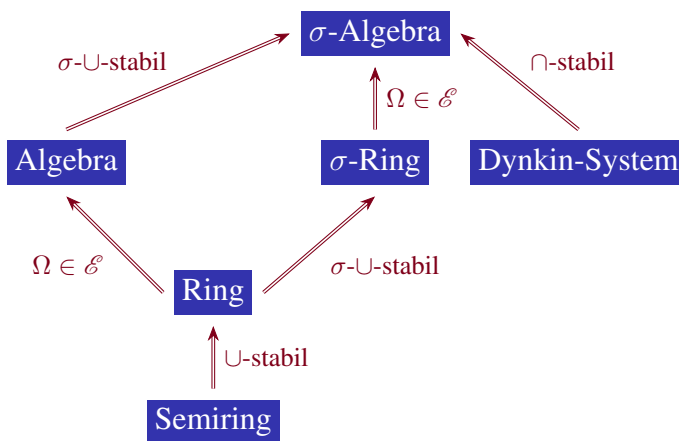 σ-Algebra
σ-∪-stabil
∩-stabil
Ω ∈ ℰ
Algebra
σ-Ring
Dynkin-System
Ω ∈ ℰ
σ-∪-stabil
Ring
∪-stabil
Semiring